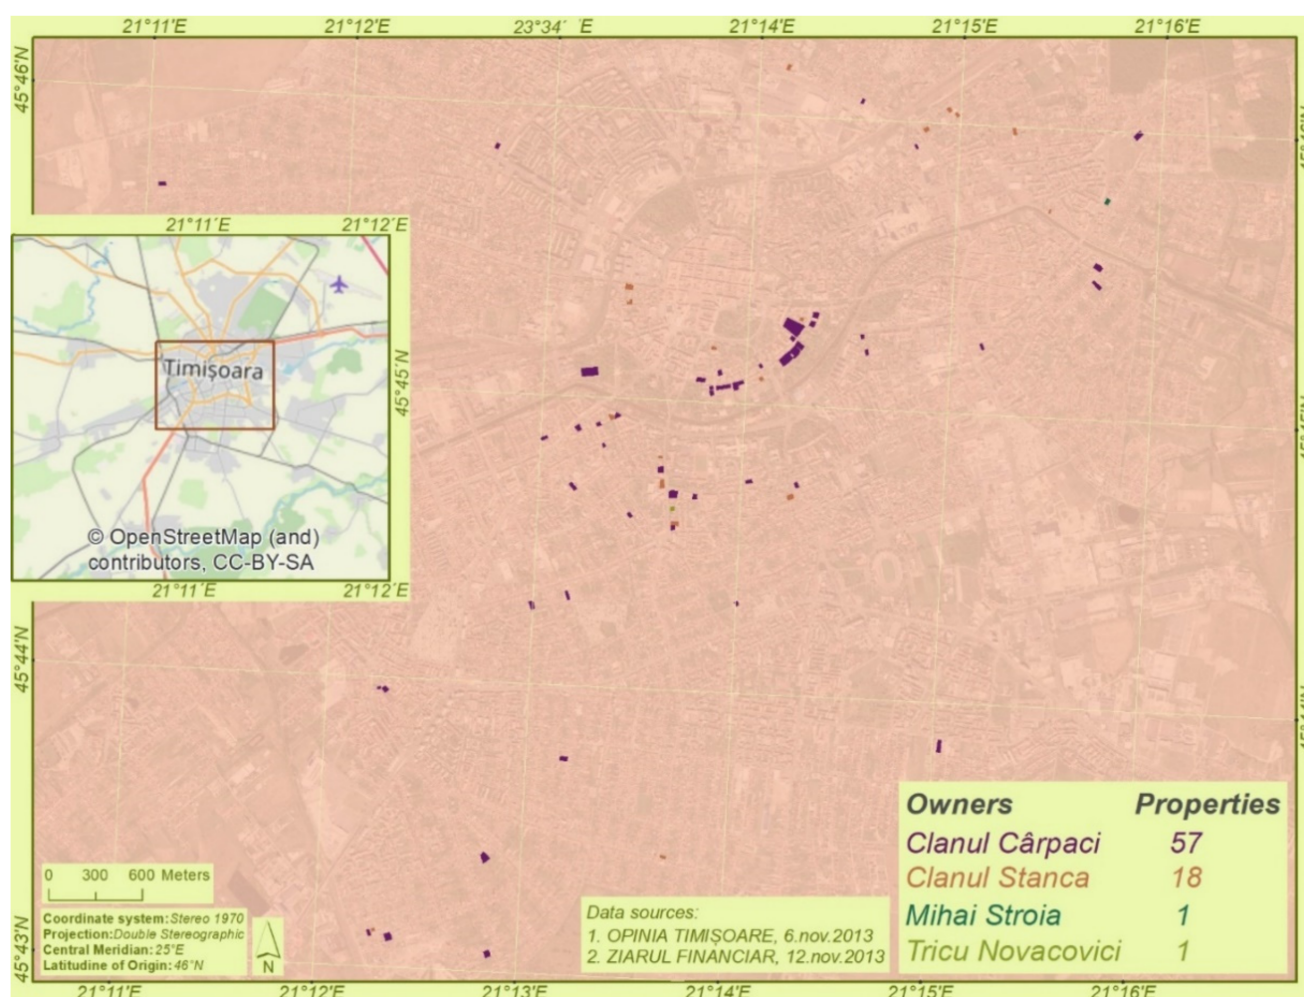 21°11'E 21°12'E 23°34' 'E 21°14'E 21°15'E 21°16'E
45°46'N
21°11'E 21°12'E
Timișoara
45°45'N
© OpenStreetMap (and)
contributors, CC-BY-SA
21°11'E 21°12'E
45°44'N
Owners Properties
Clanul Cârpaci 57
Clanul Stanca 18
Mihai Stroia 1
Tricu Novacovici 1
0 300 600 Meters
Coordinate system: Stereo 1970
Projection: Double Stereographic
Central Meridian: 25°E
Latitudine of Origin: 46°N
N
Data sources:
1. OPINIA TIMIȘOARE, 6.nov.2013
2. ZIARUL FINANCIAR, 12.nov.2013
45°43'N
21°11'E 21°12'E 21°13'E 21°14'E 21°15'E 21°16'E